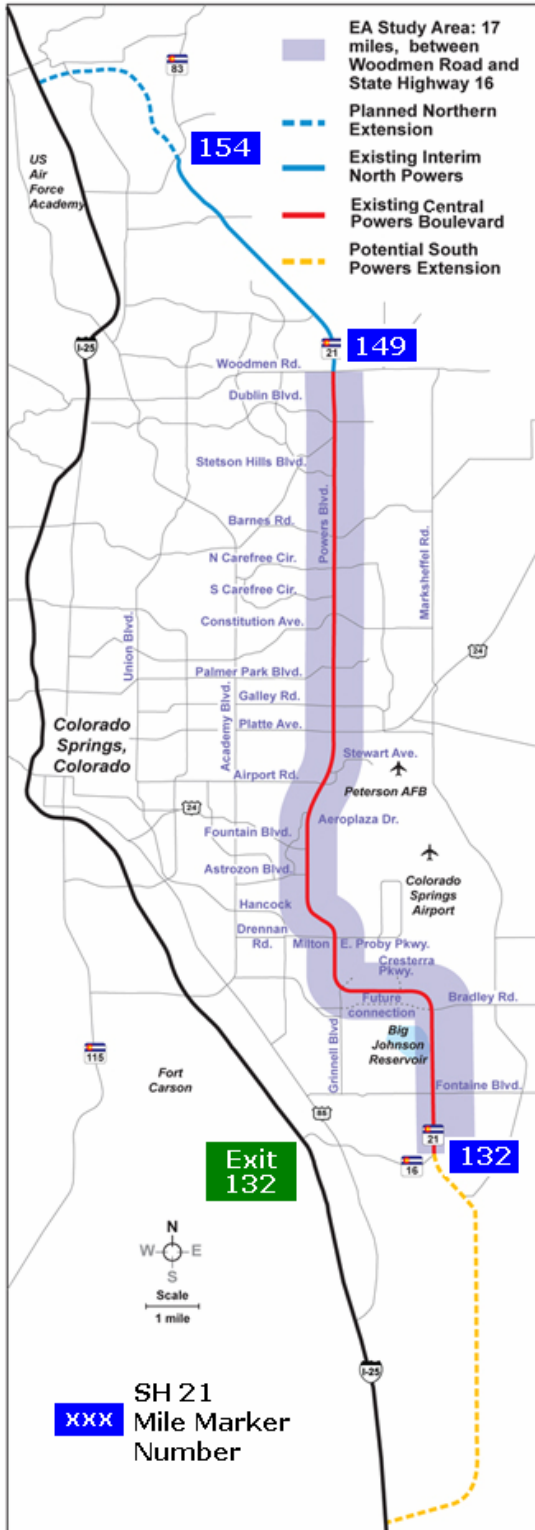 EA Study Area: 17
miles, between
Woodmen Road and
State Highway 16
Planned Northern
Extension
Existing Interim
North Powers
Existing Central
Powers Boulevard
Potential South
Powers Extension
83
154
US
Air
Force
Academy
I-25
21
149
Woodmen Rd.
Dublin Blvd.
Stetson Hills Blvd.
Powers Blvd.
Barnes Rd.
Marksheffel Rd.
N Carefree Cir.
S Carefree Cir.
Constitution Ave.
Union Blvd.
24
Palmer Park Blvd.
Academy Blvd.
Galley Rd.
Colorado
Springs,
Colorado
Platte Ave.
Stewart Ave.
Airport Rd.
Peterson AFB
24
Aeroplaza Dr.
Fountain Blvd.
Astrozon Blvd.
Colorado
Springs
Airport
Hancock
Drennan
Rd.
Milton
E. Proby Pkwy.
Cresterra
Pkwy.
Future
connection
Bradley Rd.
Grinnell Blvd.
Big
Johnson
Reservoir
115
Fort
Carson
Fontaine Blvd.
85
21
16
132
Exit
132
N
W
E
S
Scale
1 mile
I-25
xxx
SH 21
Mile Marker
Number